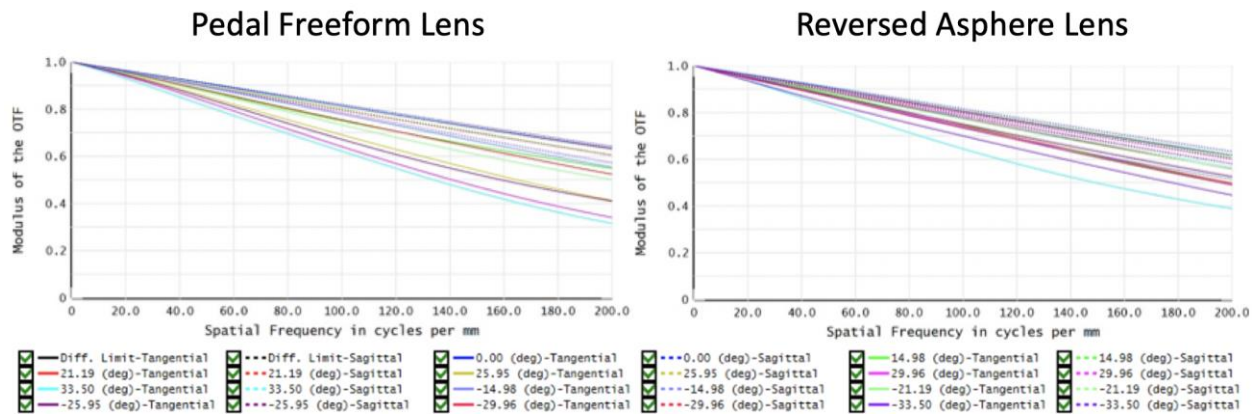 Pedal Freeform Lens
Reversed Asphere Lens
Modulus of the OTF
1.0
0.8
0.6
0.4
0.2
0
0 20.0 40.0 60.0 80.0 100.0 120.0 140.0 160.0 180.0 200.0
Spatial Frequency in cycles per mm
Modulus of the OTF
1.0
0.8
0.6
0.4
0.2
0
0 20.0 40.0 60.0 80.0 100.0 120.0 140.0 160.0 180.0 200.0
Spatial Frequency in cycles per mm
Diff. Limit-Tangential Diff. Limit-Sagittal 0.00 (deg)-Tangential 0.00 (deg)-Sagittal 14.98 (deg)-Tangential 14.98 (deg)-Sagittal
21.19 (deg)-Tangential 21.19 (deg)-Sagittal 25.95 (deg)-Tangential 25.95 (deg)-Sagittal 29.96 (deg)-Tangential 29.96 (deg)-Sagittal
33.50 (deg)-Tangential 33.50 (deg)-Sagittal -14.98 (deg)-Tangential -14.98 (deg)-Sagittal -21.19 (deg)-Tangential -21.19 (deg)-Sagittal
-25.95 (deg)-Tangential -25.95 (deg)-Sagittal -29.96 (deg)-Tangential -29.96 (deg)-Sagittal -33.50 (deg)-Tangential -33.50 (deg)-Sagittal